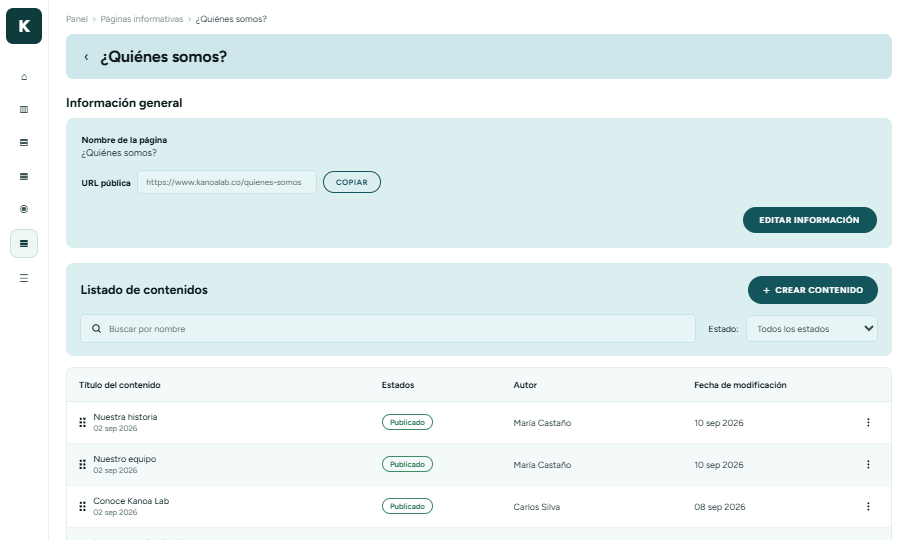 K
Panel › Páginas informativas › ¿Quiénes somos?
‹ ¿Quiénes somos?
Información general
Nombre de la página
¿Quiénes somos?
URL pública https://www.kanoalab.co/quienes-somos COPIAR
EDITAR INFORMACIÓN
Listado de contenidos + CREAR CONTENIDO
Buscar por nombre Estado: Todos los estados
Título del contenido Estados Autor Fecha de modificación
Nuestra historia Publicado María Castaño 10 sep 2026
02 sep 2026
Nuestro equipo Publicado María Castaño 10 sep 2026
02 sep 2026
Conoce Kanoa Lab Publicado Carlos Silva 08 sep 2026
02 sep 2026